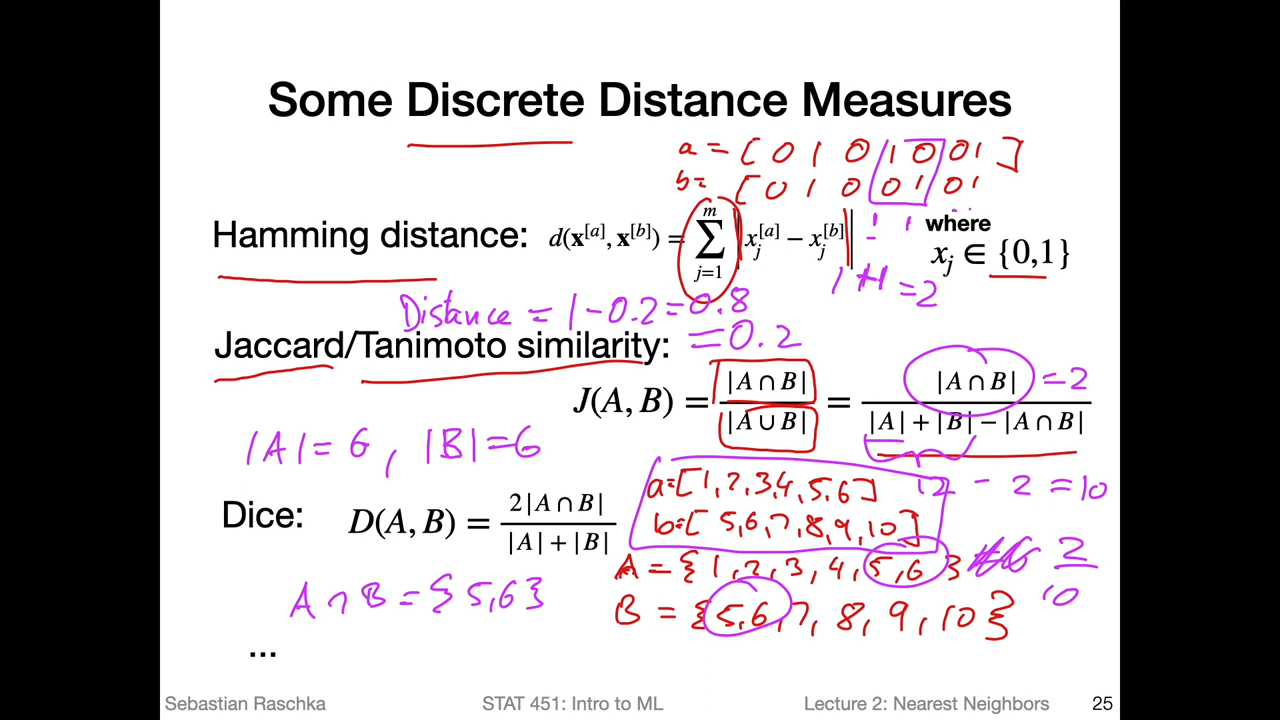 Some Discrete Distance Measures
a = [ 0 1 0 1 0 0 1 ]
b= [ 0 1 0 0 1 0 1
Hamming distance: d(x^[a], x^[b]) = ∑_{j=1}^{m} |x_j^[a] − x_j^[b]| where x_j ∈ {0,1}
1 +1 = 2
Distance = 1 − 0.2 = 0.8
Jaccard/Tanimoto similarity: = 0.2
J(A, B) = |A ∩ B| / |A ∪ B| = |A ∩ B| / |A| + |B| − |A ∩ B| = 2
|A| = 6 , |B| = 6
12 − 2 = 10
a=[1,2,3,4,5,6]
b=[ 5,6,7,8,9,10]
Dice: D(A, B) = 2|A ∩ B| / |A| + |B|
A = {1, 2, 3, 4, 5,6 } 2/10
A ∩ B = {5,6}
B = {5,6,7, 8, 9, 10}
...
Sebastian Raschka STAT 451: Intro to ML Lecture 2: Nearest Neighbors 25